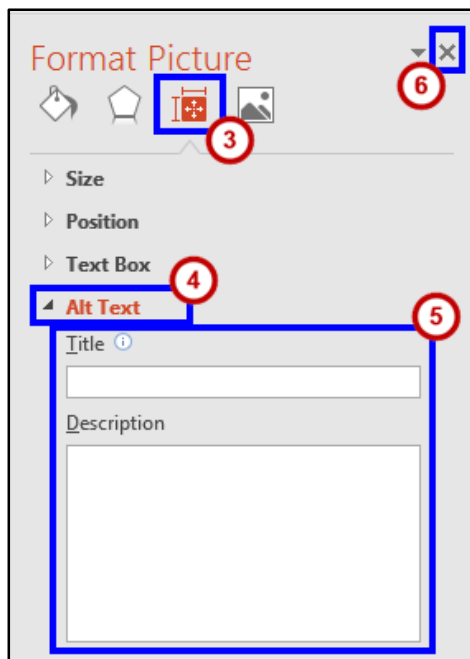 Format Picture
6
3
Size
Position
Text Box
4
Alt Text
5
Title
Description